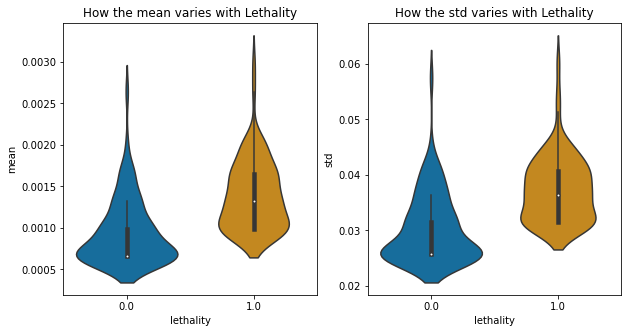 How the mean varies with Lethality
0.0030
0.0025
0.0020
0.0015
0.0010
0.0005
mean
0.0
1.0
lethality
How the std varies with Lethality
0.06
0.05
0.04
0.03
0.02
std
0.0
1.0
lethality